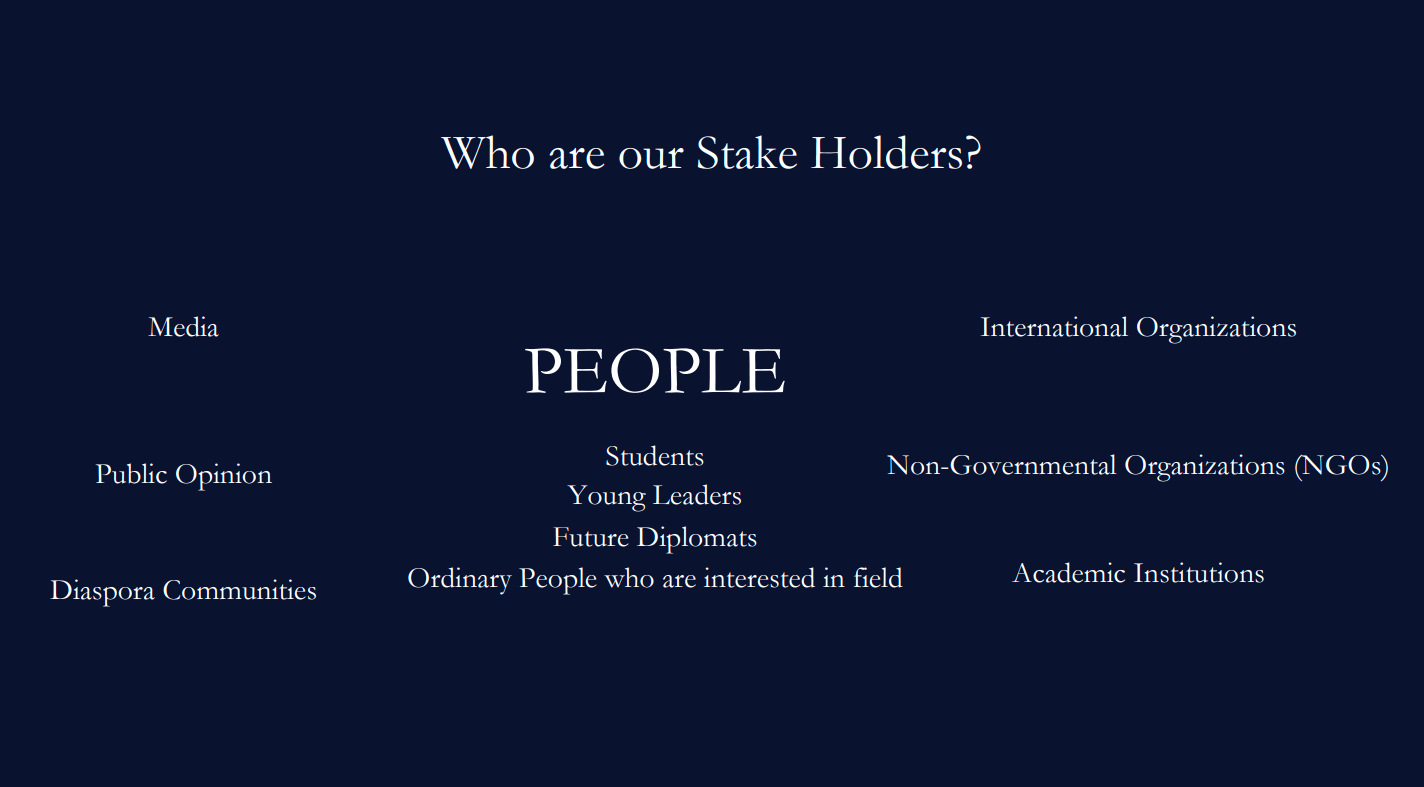 Who are our Stake Holders?
Media
Public Opinion
Diaspora Communities
PEOPLE
Students
Young Leaders
Future Diplomats
Ordinary People who are interested in field
International Organizations
Non-Governmental Organizations (NGOs)
Academic Institutions